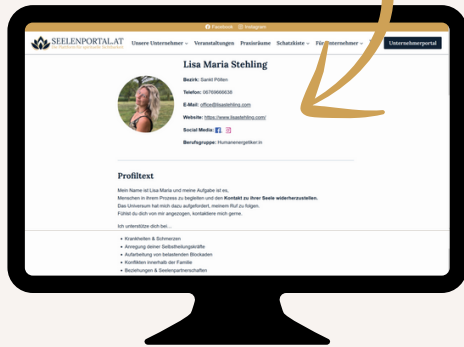 Facebook Instagram
SEELENPORTAL.AT
Unsere Unternehmer Veranstaltungen Praxisräume Schatzkiste Für Unternehmer Unternehmerportal
Lisa Maria Stehling
Bezirk: Sankt Pölten
Telefon: 06769666638
E-Mail: office@lisastehling.com
Website: https://www.lisastehling.com/
Social Media:
Berufsgruppe: Humanenergetiker:in
Profiltext
Mein Name ist Lisa Maria und meine Aufgabe ist es,
Menschen in ihrem Prozess zu begleiten und den Kontakt zu ihrer Seele widerherzustellen.
Das Universum hat mich dazu aufgefordert, meinem Ruf zu folgen.
Fühlst du dich von mir angezogen, kontaktiere mich gerne.
Ich unterstütze dich bei...
• Krankheiten & Schmerzen
• Anregung deiner Selbstheilungskräfte
• Aufarbeitung von belastenden Blockaden
• Konflikten innerhalb der Familie
• Beziehungen & Seelenpartnerschaften